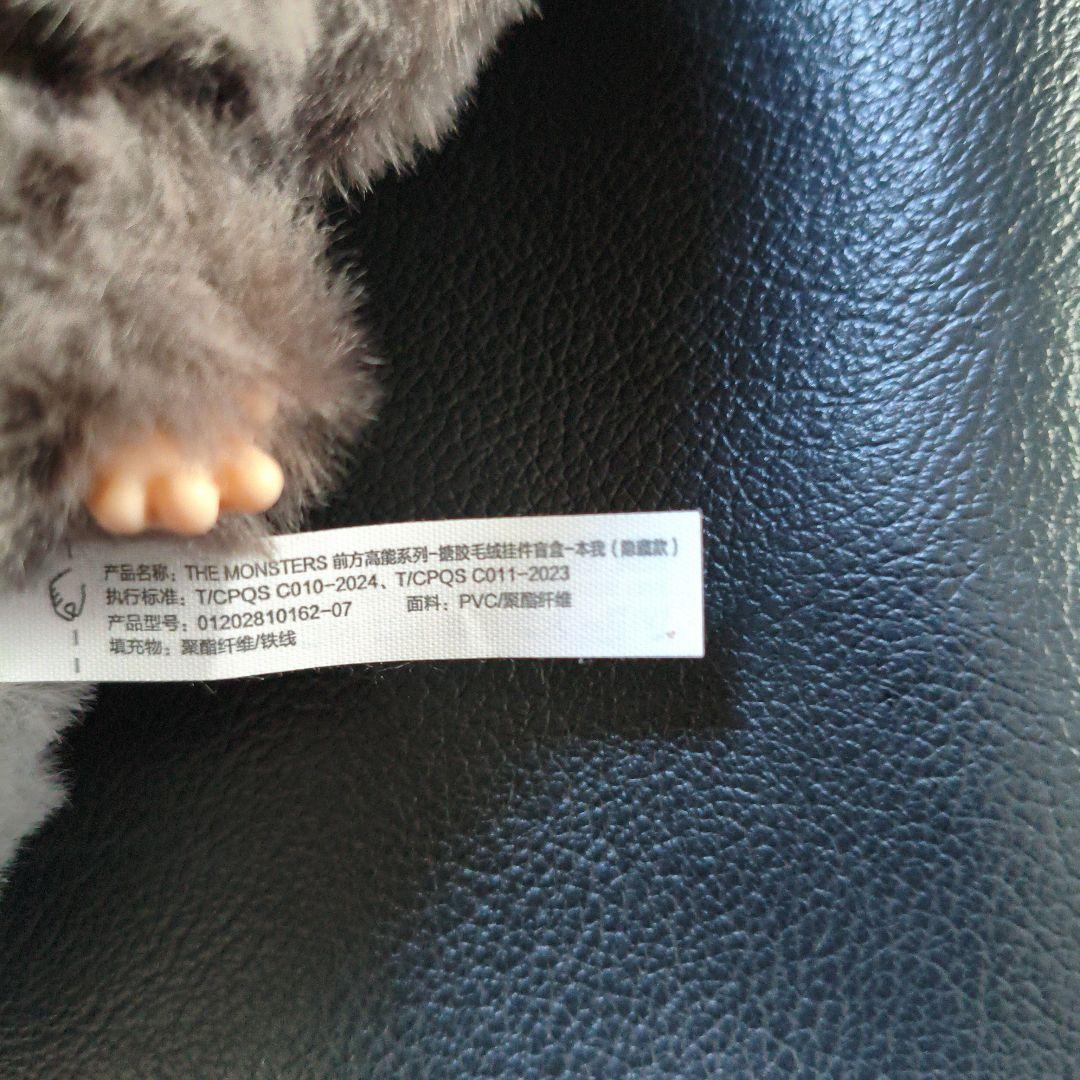 产品名称：THE MONSTERS 前方高能系列-搪胶毛绒挂件盲盒-本我（隐藏款）
执行标准：T/CPQS C010-2024、T/CPQS C011-2023
产品型号：01202810162-07 面料：PVC/聚酯纤维
填充物：聚酯纤维/铁线